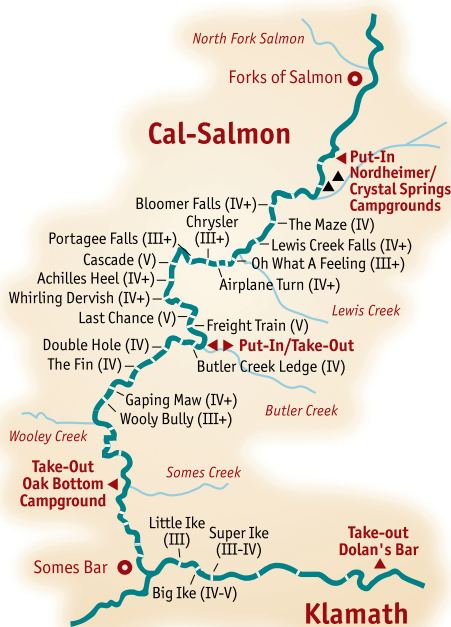 North Fork Salmon
Forks of Salmon
Cal-Salmon
Put-In
Nordheimer/
Crystal Springs
Campgrounds
Bloomer Falls (IV+)
Chrysler
(III+)
The Maze (IV)
Portagee Falls (III+)
Lewis Creek Falls (IV+)
Cascade (V)
Oh What A Feeling (III+)
Achilles Heel (IV+)
Airplane Turn (IV+)
Whirling Dervish (IV+)
Lewis Creek
Last Chance (V)
Freight Train (V)
Double Hole (IV)
Put-In/Take-Out
The Fin (IV)
Butler Creek Ledge (IV)
Gaping Maw (IV+)
Butler Creek
Wooly Bully (III+)
Wooley Creek
Take-Out
Oak Bottom
Campground
Somes Creek
Little Ike
(III)
Super Ike
(III-IV)
Take-out
Dolan's Bar
Somes Bar
Big Ike (IV-V)
Klamath